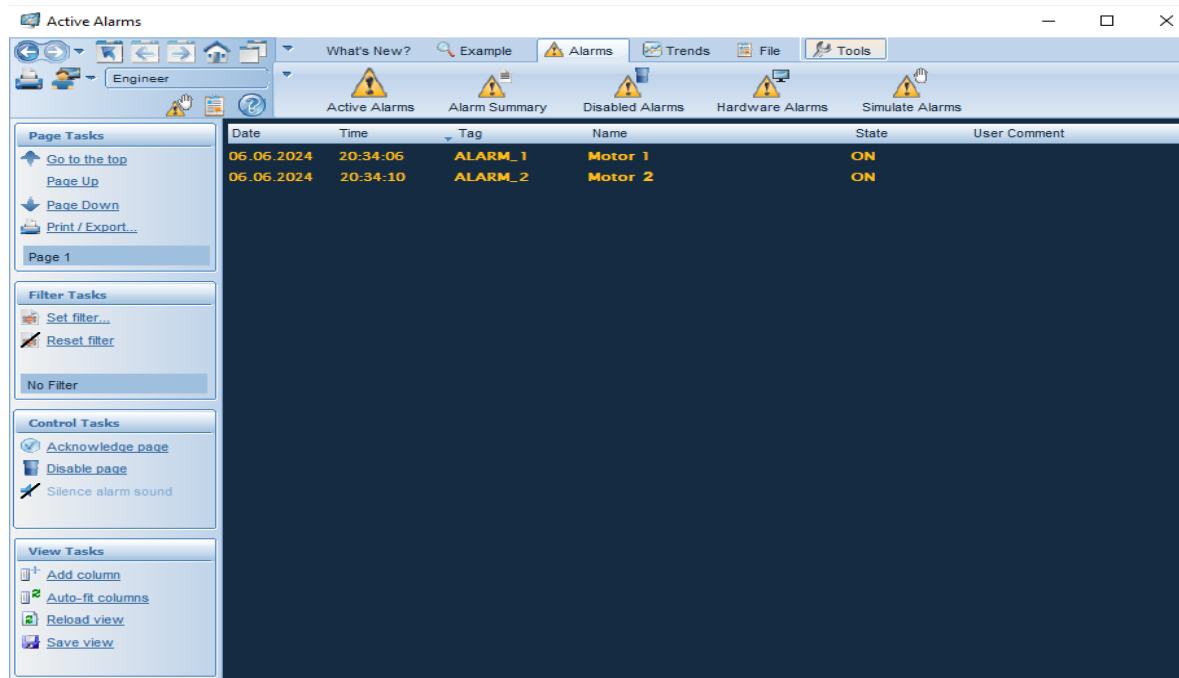 Active Alarms
What's New? Example Alarms Trends File Tools
Engineer
Active Alarms Alarm Summary Disabled Alarms Hardware Alarms Simulate Alarms
Page Tasks
Go to the top
Page Up
Page Down
Print / Export...
Page 1
Filter Tasks
Set filter...
Reset filter
No Filter
Control Tasks
Acknowledge page
Disable page
Silence alarm sound
View Tasks
Add column
Auto-fit columns
Reload view
Save view
Date Time Tag Name State User Comment
06.06.2024 20:34:06 ALARM_1 Motor 1 ON
06.06.2024 20:34:10 ALARM_2 Motor 2 ON